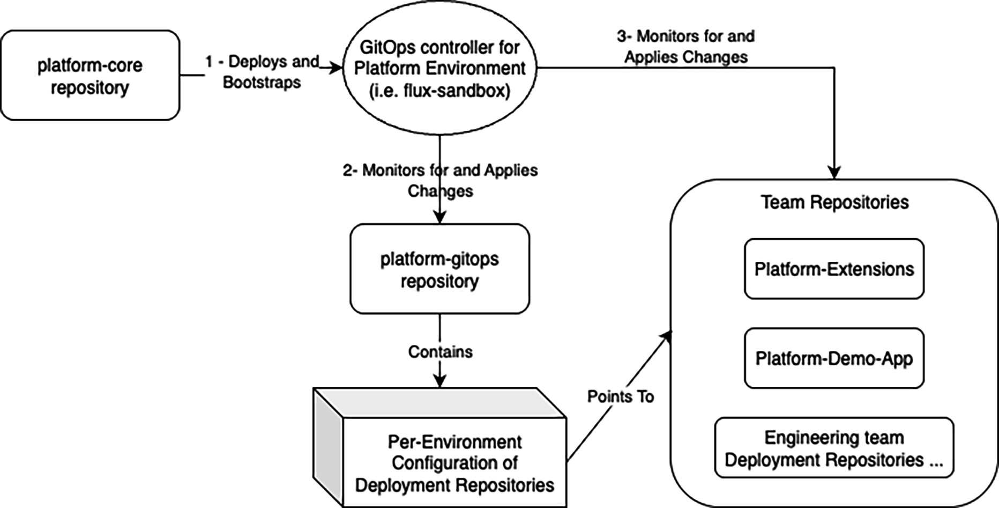 platform-core
repository
1 - Deploys and
Bootstraps
GitOps controller for
Platform Environment
(i.e. flux-sandbox)
3- Monitors for and
Applies Changes
2- Monitors for and Applies
Changes
platform-gitops
repository
Contains
Per-Environment
Configuration of
Deployment Repositories
Points To
Team Repositories
Platform-Extensions
Platform-Demo-App
Engineering team
Deployment Repositories ...